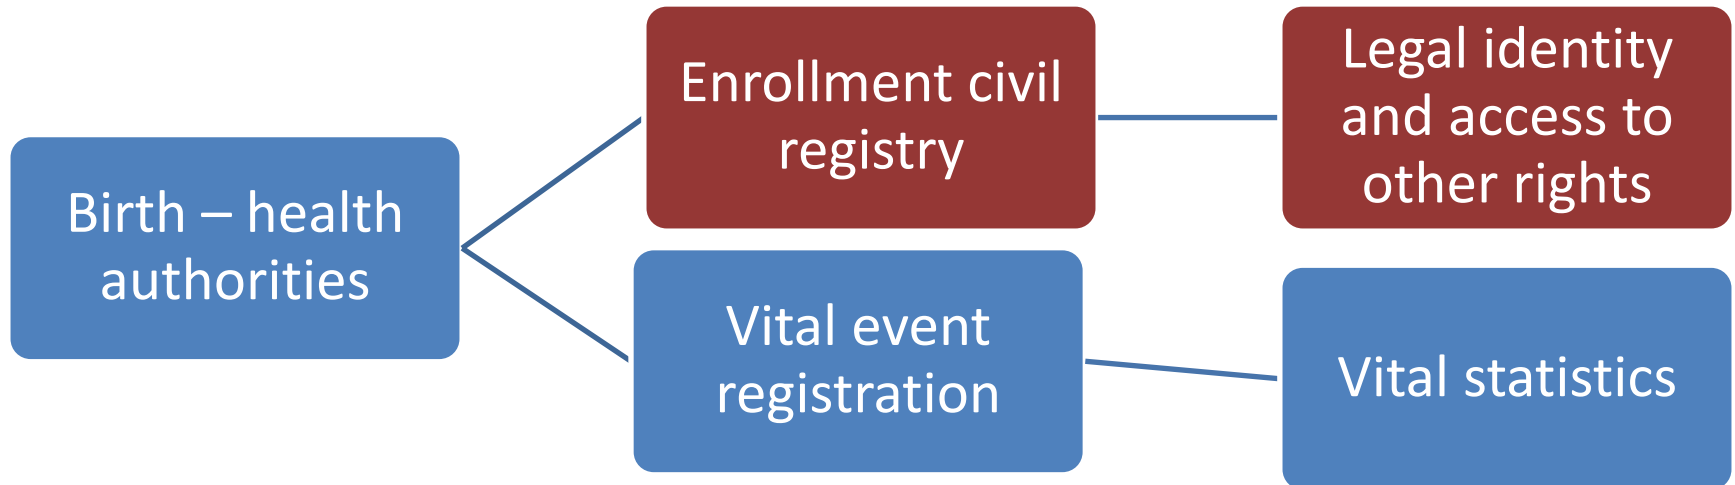 Birth – health
authorities
Enrollment civil
registry
Legal identity
and access to
other rights
Vital event
registration
Vital statistics